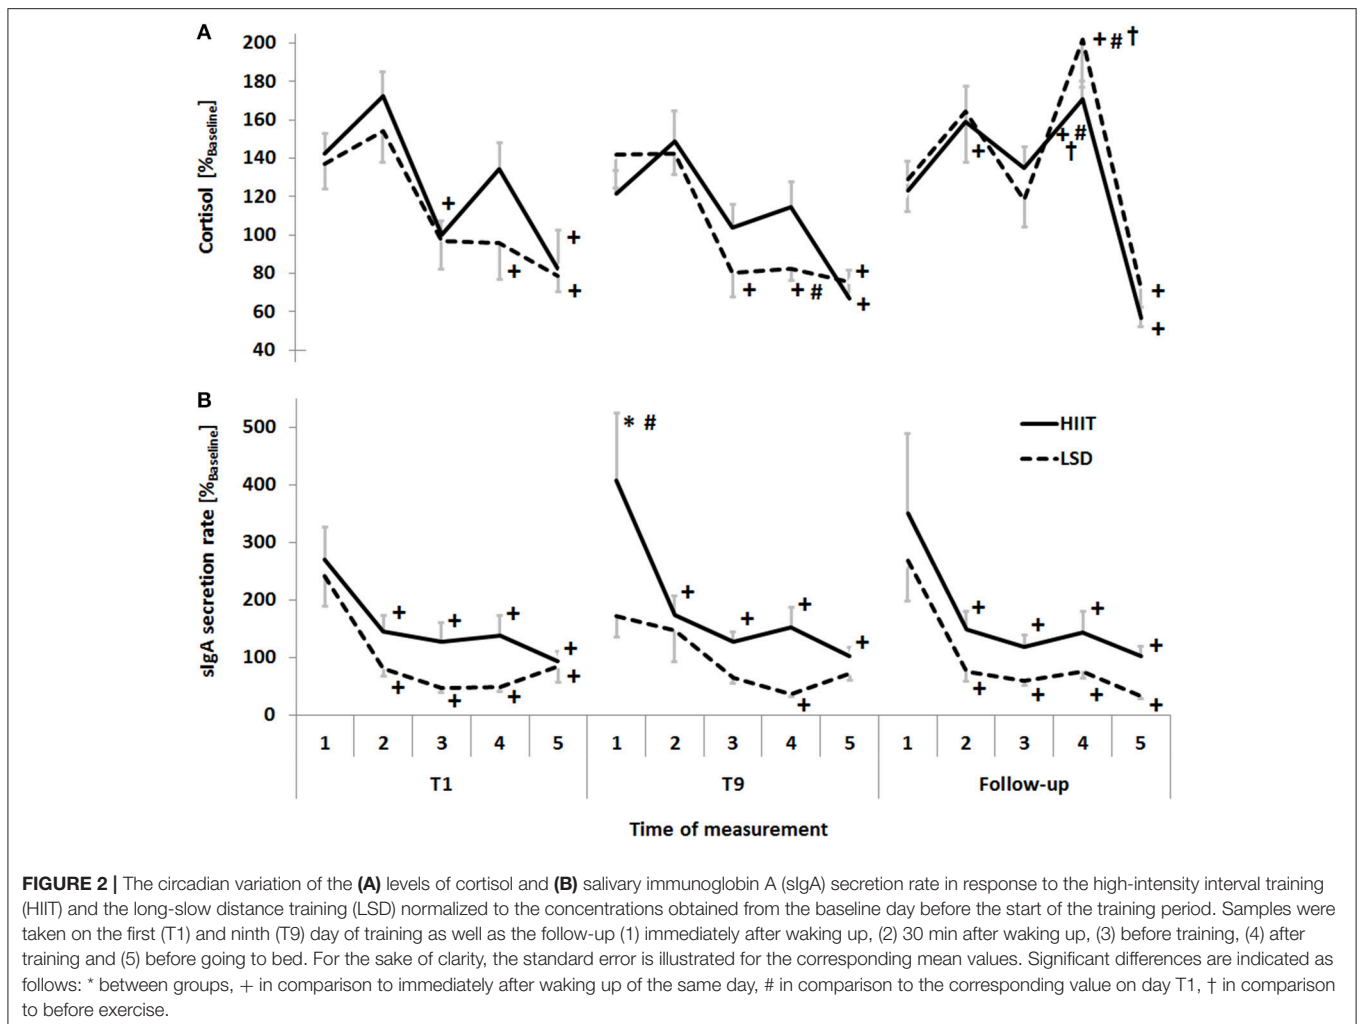 A
200
180
160
140
120
100
80
60
40
Cortisol [%Baseline]
+ # †
+ #
†
+
+
+
+
+
+
+ #
+
+
+
+
B
500
400
300
200
100
0
sIgA secretion rate [%Baseline]
* #
HIIT
LSD
+ + + +
+ + + +
+ + + +
+
+ + + +
+ + + +
1 2 3 4 5 1 2 3 4 5 1 2 3 4 5
T1 T9 Follow-up
Time of measurement
FIGURE 2 | The circadian variation of the (A) levels of cortisol and (B) salivary immunoglobin A (sIgA) secretion rate in response to the high-intensity interval training
(HIIT) and the long-slow distance training (LSD) normalized to the concentrations obtained from the baseline day before the start of the training period. Samples were
taken on the first (T1) and ninth (T9) day of training as well as the follow-up (1) immediately after waking up, (2) 30 min after waking up, (3) before training, (4) after
training and (5) before going to bed. For the sake of clarity, the standard error is illustrated for the corresponding mean values. Significant differences are indicated as
follows: * between groups, + in comparison to immediately after waking up of the same day, # in comparison to the corresponding value on day T1, † in comparison
to before exercise.